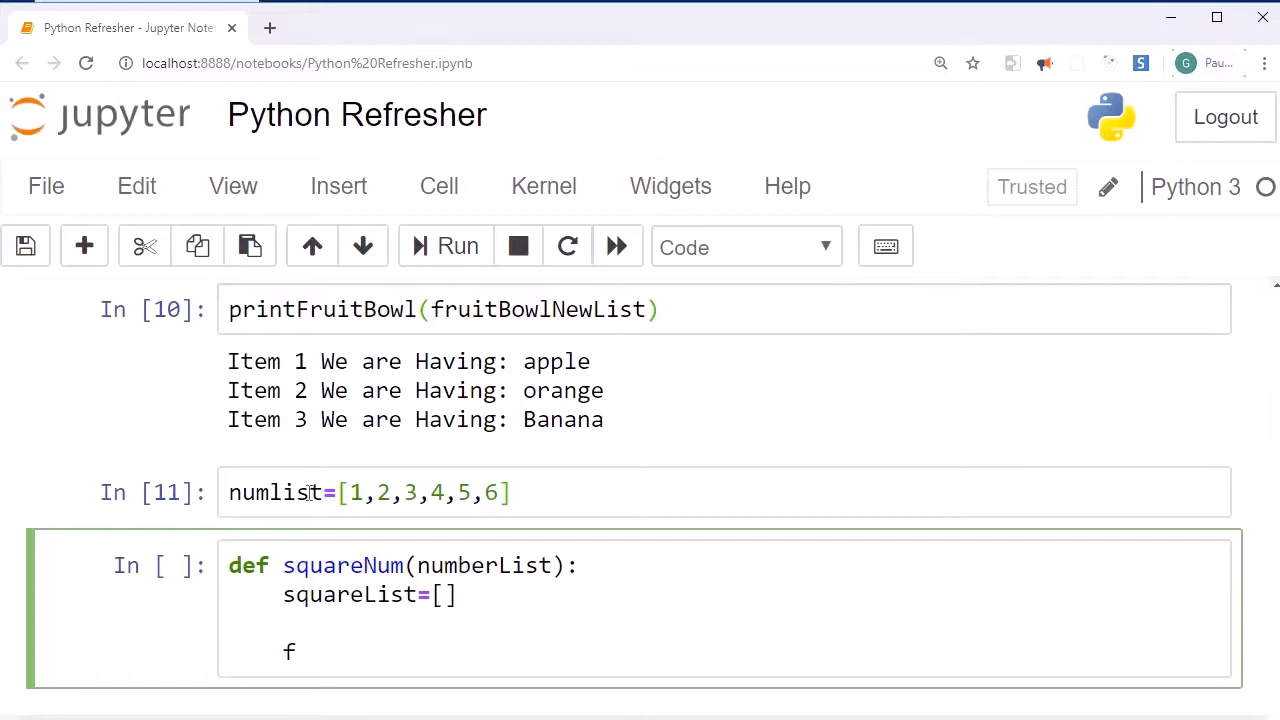 Python Refresher - Jupyter Note
localhost:8888/notebooks/Python%20Refresher.ipynb
S
G
Pau...
jupyter
Python Refresher
Logout
File
Edit
View
Insert
Cell
Kernel
Widgets
Help
Trusted
Python 3
Run
Code
In [10]: printFruitBowl(fruitBowlNewList)
Item 1 We are Having: apple
Item 2 We are Having: orange
Item 3 We are Having: Banana
In [11]: numlist=[1,2,3,4,5,6]
In [ ]: def squareNum(numberList):
squareList=[]
f